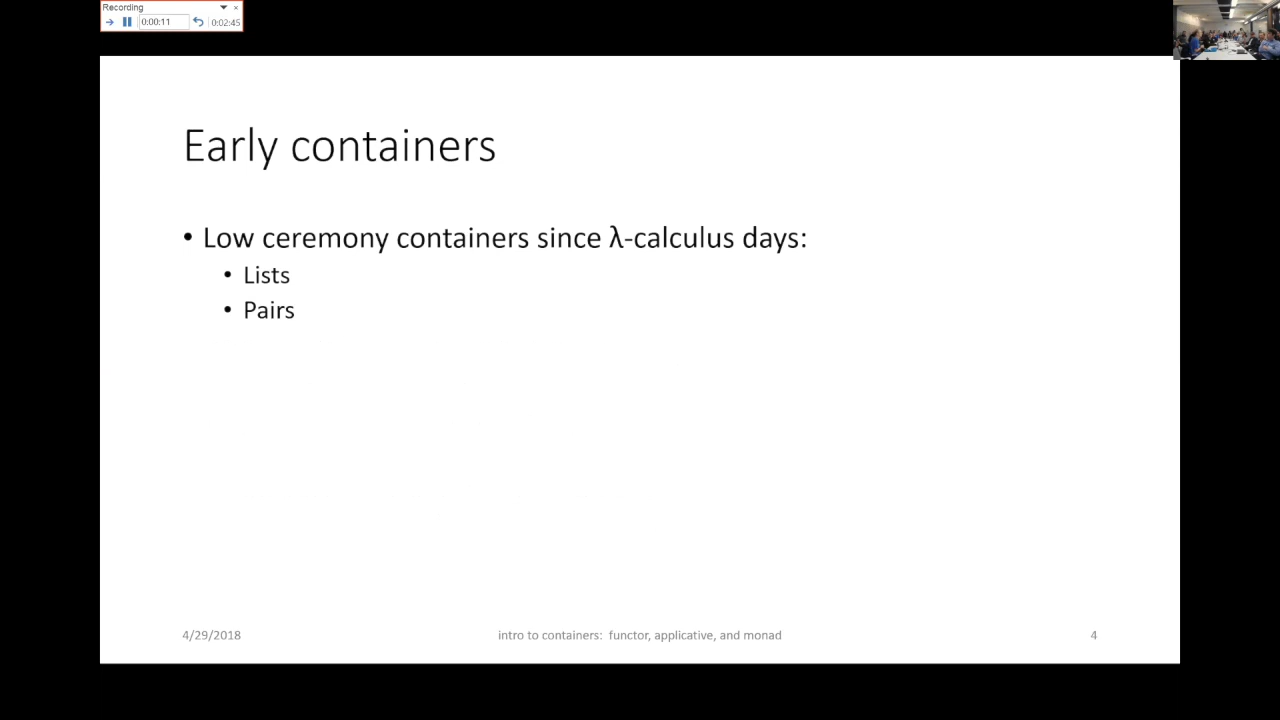 Recording
0:00:11
0:02:45
Early containers
• Low ceremony containers since λ-calculus days:
• Lists
• Pairs
4/29/2018
intro to containers: functor, applicative, and monad
4